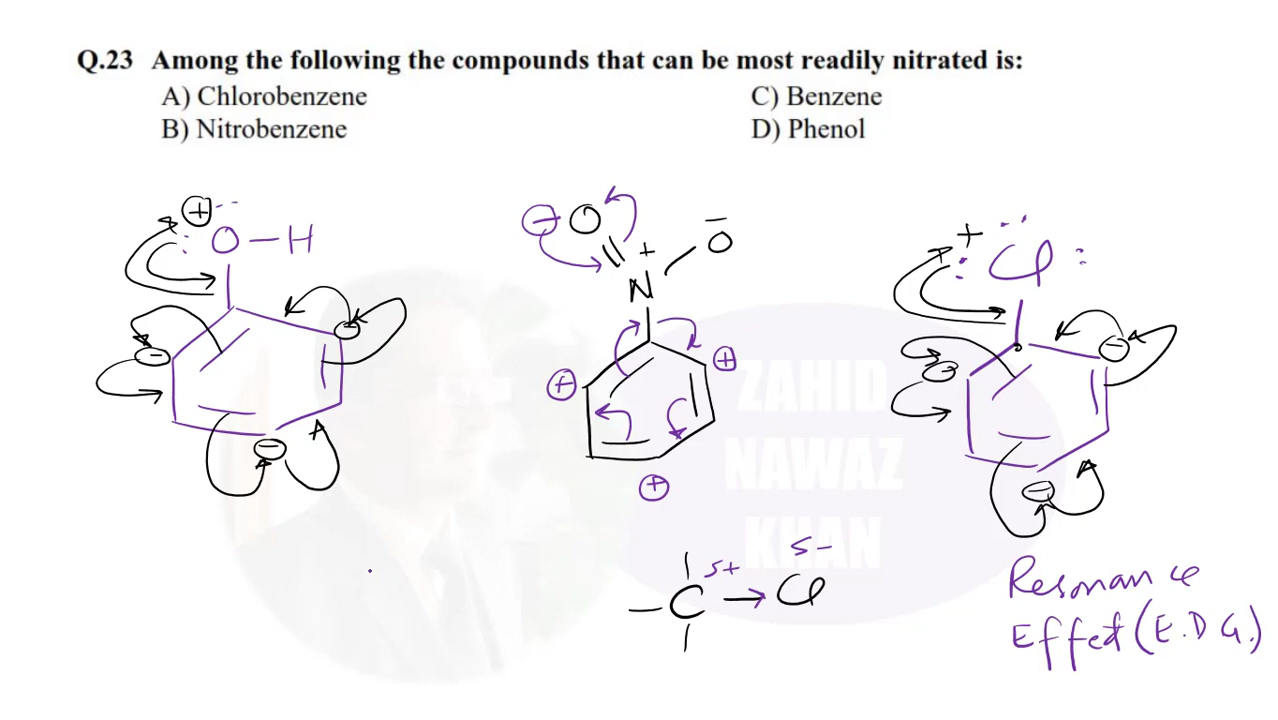 Q.23 Among the following the compounds that can be most readily nitrated is:
A) Chlorobenzene C) Benzene
B) Nitrobenzene D) Phenol
+ ..
: O – H
– O = N + – O –
+ .. : Cl :
–
–
–
+
+
+
–
–
–
ZAHID
NAWAZ
KHAN
– C δ+ → Cl δ–
Resonance
Effect (E.D G.)